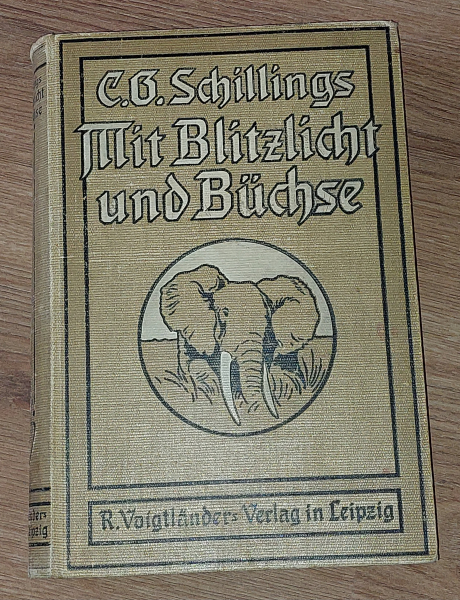 C.G. Schillings
Mit Blitzlicht
und Büchse
R. Voigtländers Verlag in Leipzig